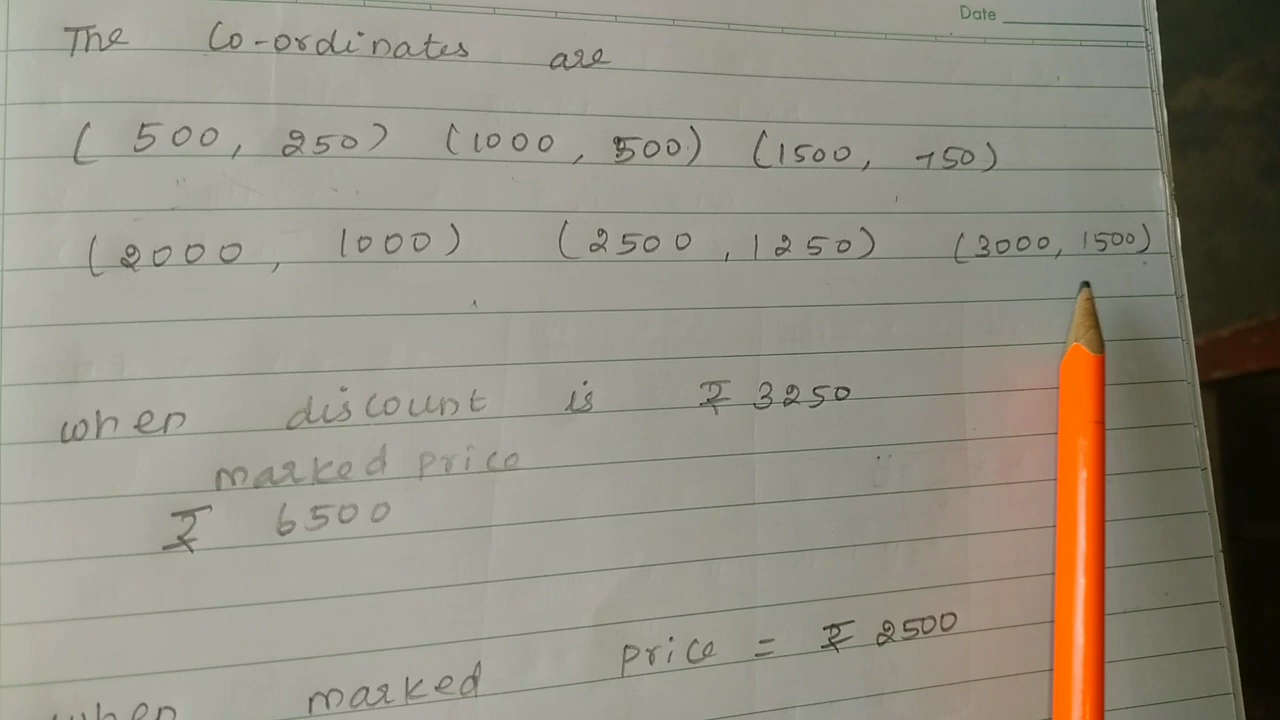 Date
The Co-ordinates are
( 500, 250) (1000, 500) (1500, 750)
(2000, 1000) (2500, 1250) (3000, 1500)
when discount is ₹ 3250
marked price
₹ 6500
when marked price = ₹ 2500